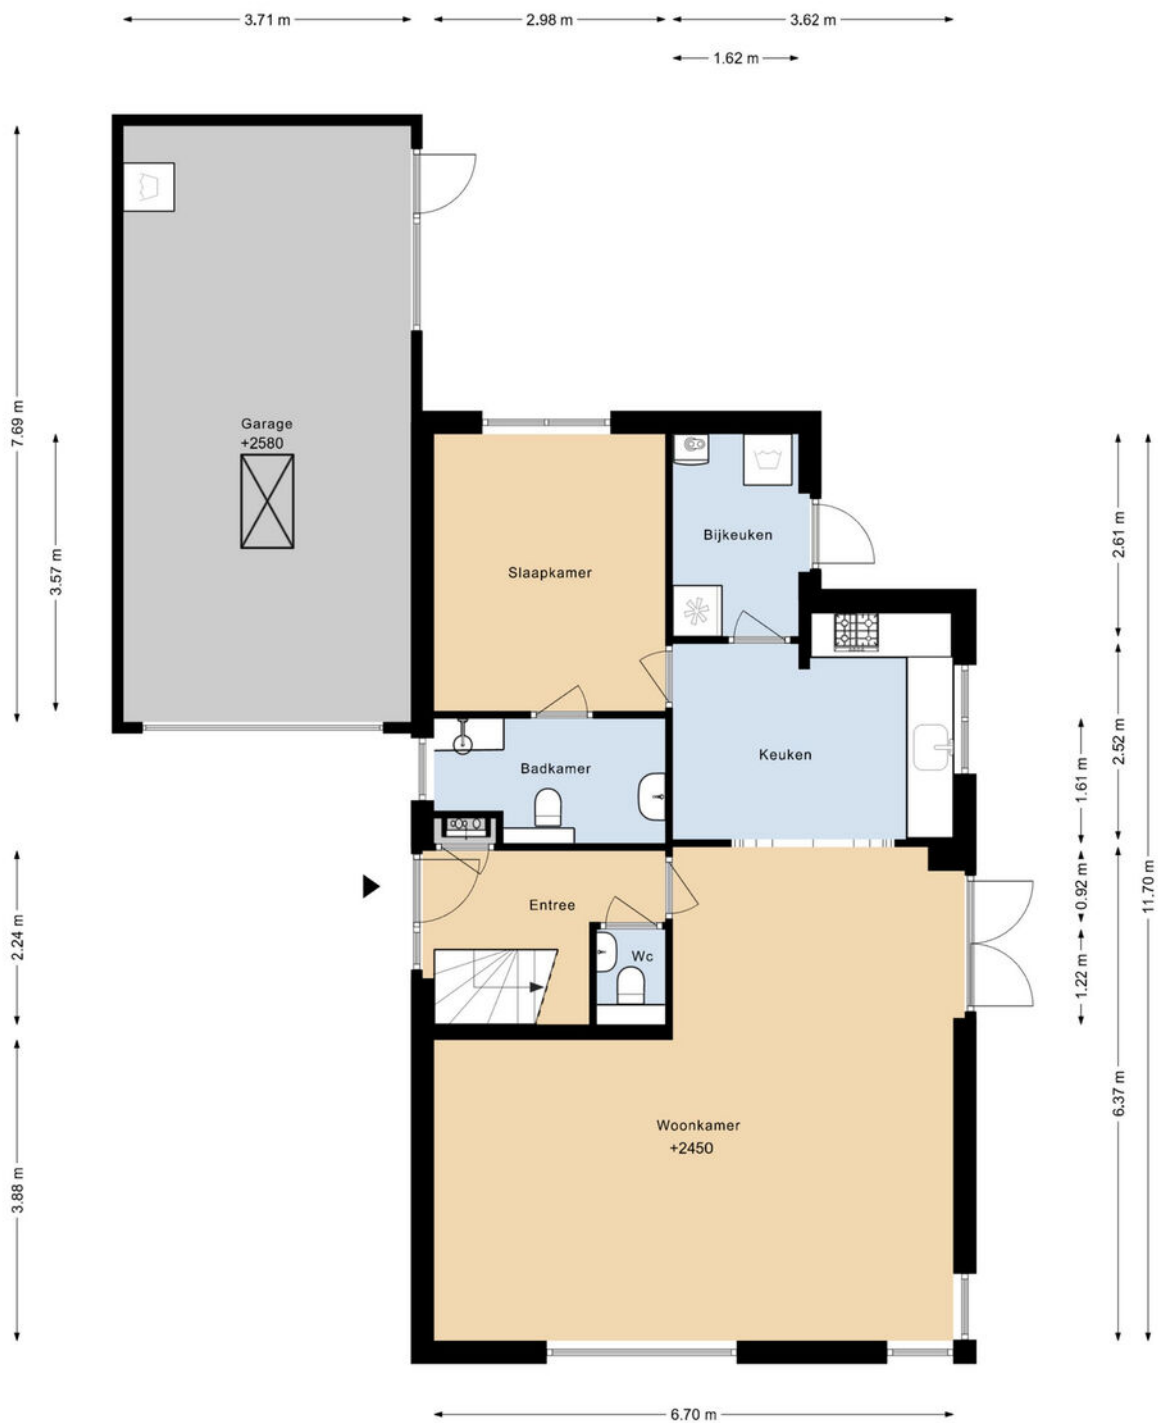 3.71 m
2.98 m
3.62 m
1.62 m
7.69 m
3.57 m
Garage
+2580
Slaapkamer
Bijkeuken
2.61 m
11.70 m
2.52 m
1.61 m
Badkamer
Keuken
Entree
Wc
0.92 m
1.22 m
2.24 m
6.37 m
3.88 m
Woonkamer
+2450
6.70 m